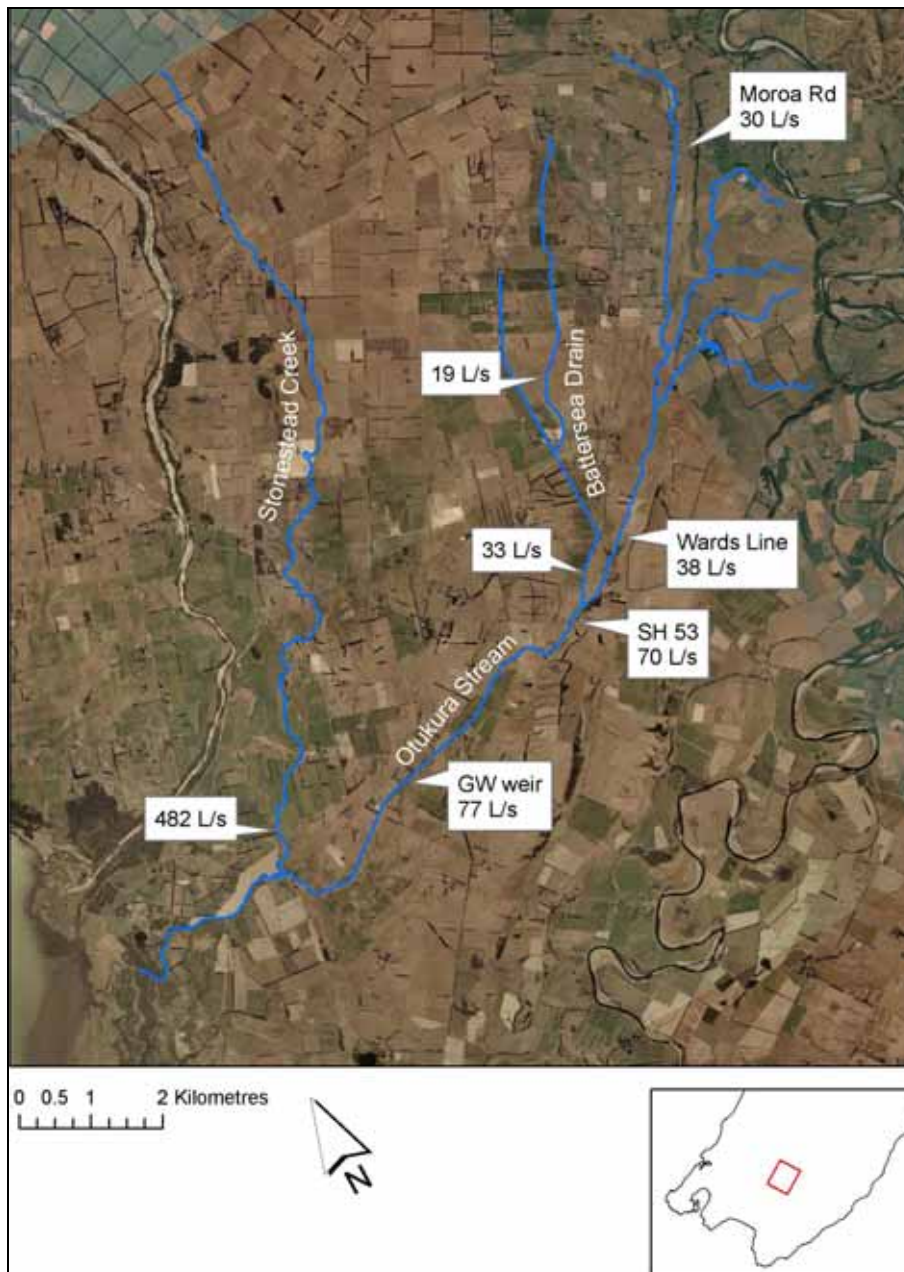 Moroa Rd
30 L/s
19 L/s
Stonestead Creek
Battersea Drain
33 L/s
Wards Line
38 L/s
SH 53
70 L/s
Otukura Stream
GW weir
77 L/s
482 L/s
0 0.5 1 2 Kilometres
N